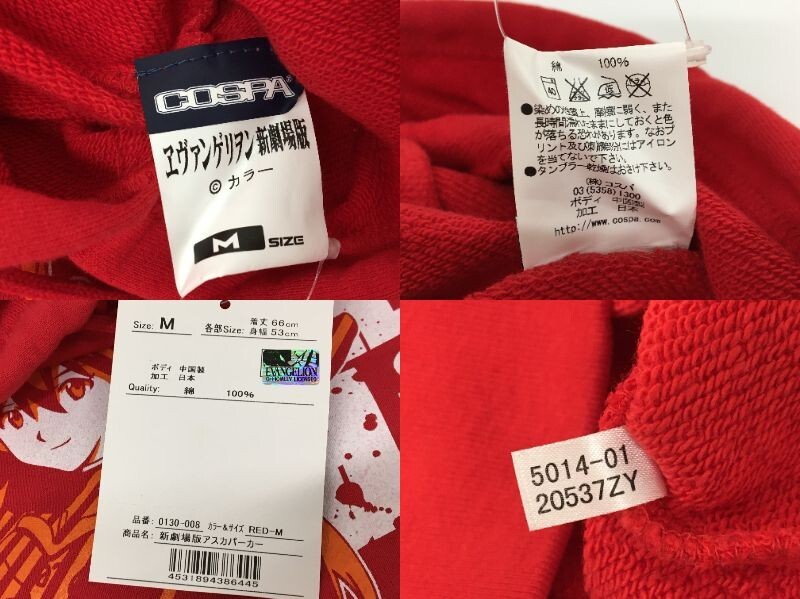 COSPA®
ヱヴァンゲリヲン新劇場版
© カラー
M SIZE
綿 100%
40
●染めの性質上、摩擦に弱く、また
長時間濡れたままにしておくと色
が落ちる恐れがあります。なおプ
リント及び刺繍部分にはアイロン
を当てないで下さい。
●タンブラー乾燥はおさけ下さい。
(株)コスパ
03(5358)1300
ボディ 中国製
加工 日本
http://www.cospa.com
Size: M 各部Size: 着丈 66cm
身幅 53cm
ボディ 中国製
加工 日本
Quality: 綿 100%
EVANGELION
OFFICIALLY LICENSED
品番: 0130-008 カラー&サイズ RED-M
商品名: 新劇場版アスカパーカー
4531894386445
5014-01
20537ZY